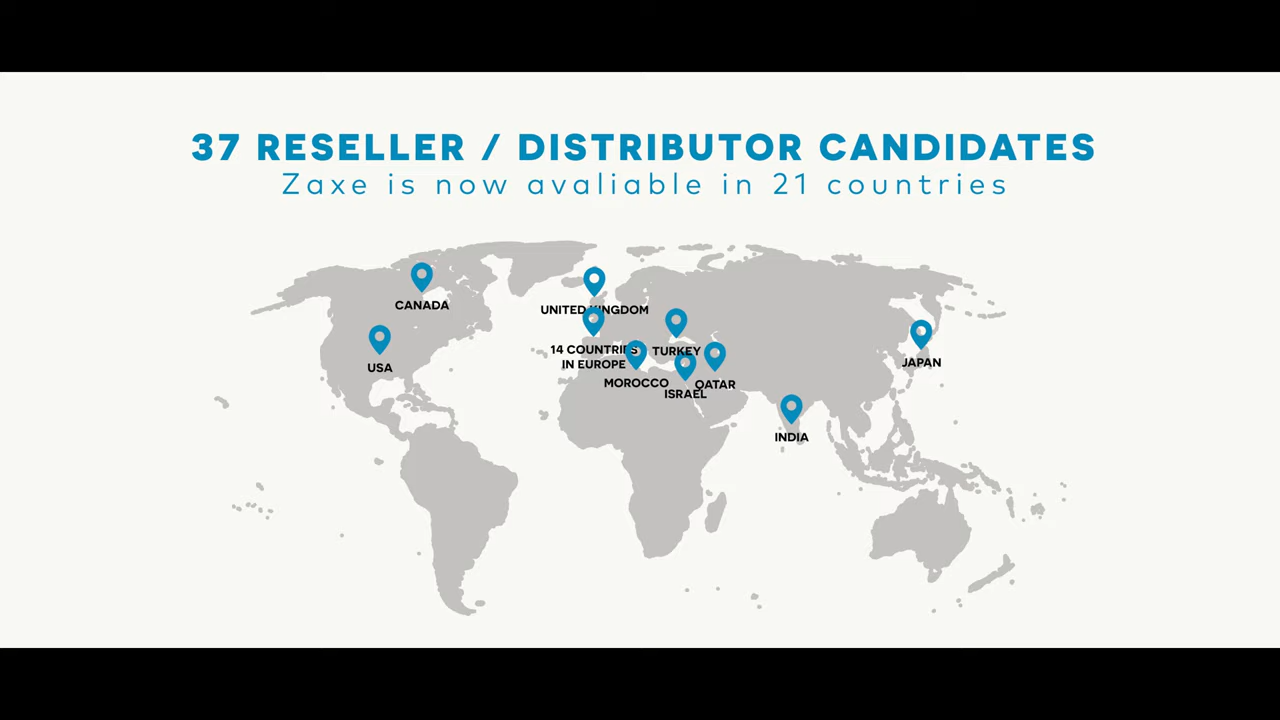 37 RESELLER / DISTRIBUTOR CANDIDATES
Zaxe is now avaliable in 21 countries
CANADA
UNITED KINGDOM
USA
14 COUNTRIES
IN EUROPE
TURKEY
JAPAN
MOROCCO
QATAR
ISRAEL
INDIA